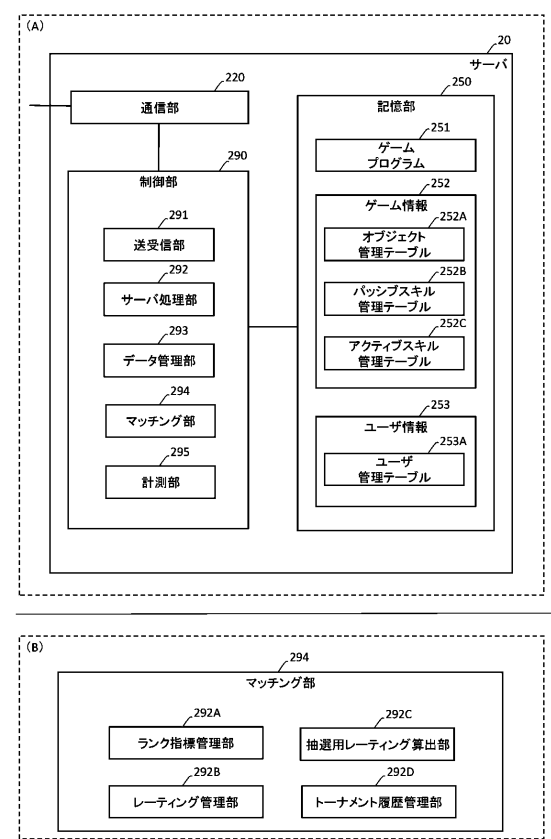 (A)
20
サーバ
220
通信部
250
記憶部
251
ゲーム
プログラム
290
制御部
252
ゲーム情報
291
送受信部
252A
オブジェクト
管理テーブル
292
サーバ処理部
252B
パッシブスキル
管理テーブル
293
データ管理部
252C
アクティブスキル
管理テーブル
294
マッチング部
253
ユーザ情報
295
計測部
253A
ユーザ
管理テーブル
(B)
294
マッチング部
292A
ランク指標管理部
292C
抽選用レーティング算出部
292B
レーティング管理部
292D
トーナメント履歴管理部